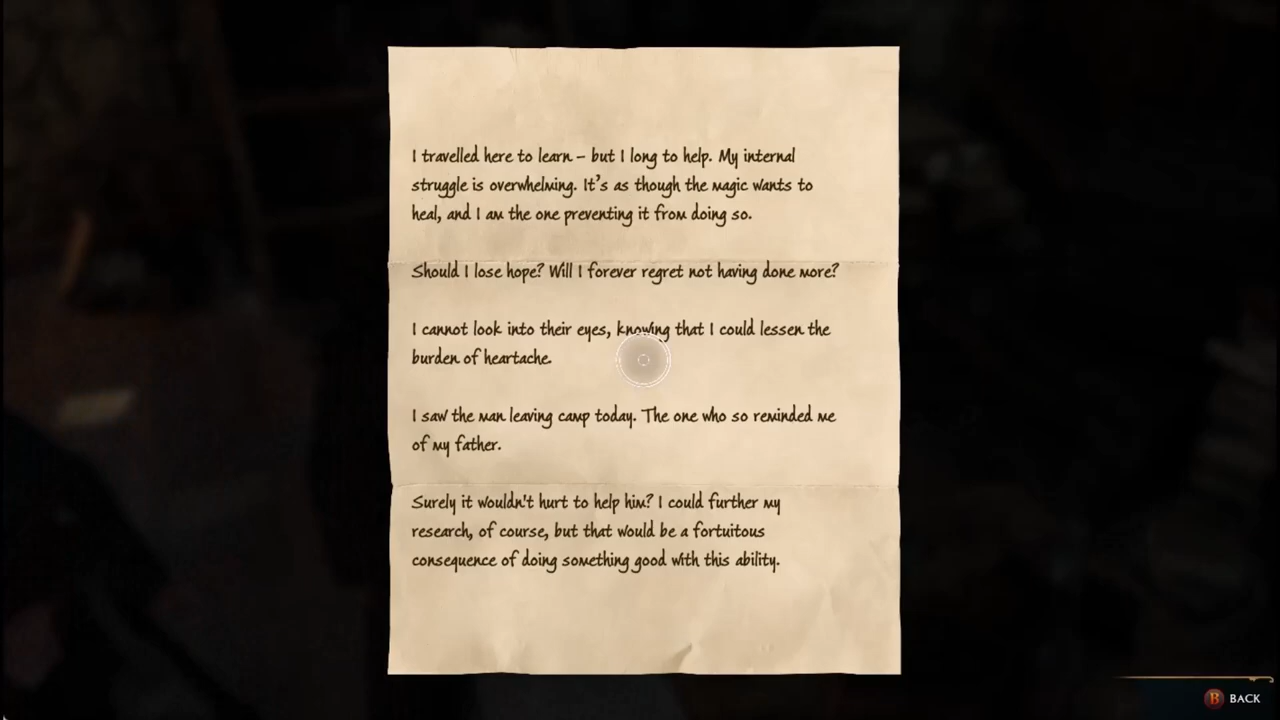 I travelled here to learn – but I long to help. My internal
struggle is overwhelming. It's as though the magic wants to
heal, and I am the one preventing it from doing so.
Should I lose hope? Will I forever regret not having done more?
I cannot look into their eyes, knowing that I could lessen the
burden of heartache.
I saw the man leaving camp today. The one who so reminded me
of my father.
Surely it wouldn't hurt to help him? I could further my
research, of course, but that would be a fortuitous
consequence of doing something good with this ability.
B BACK